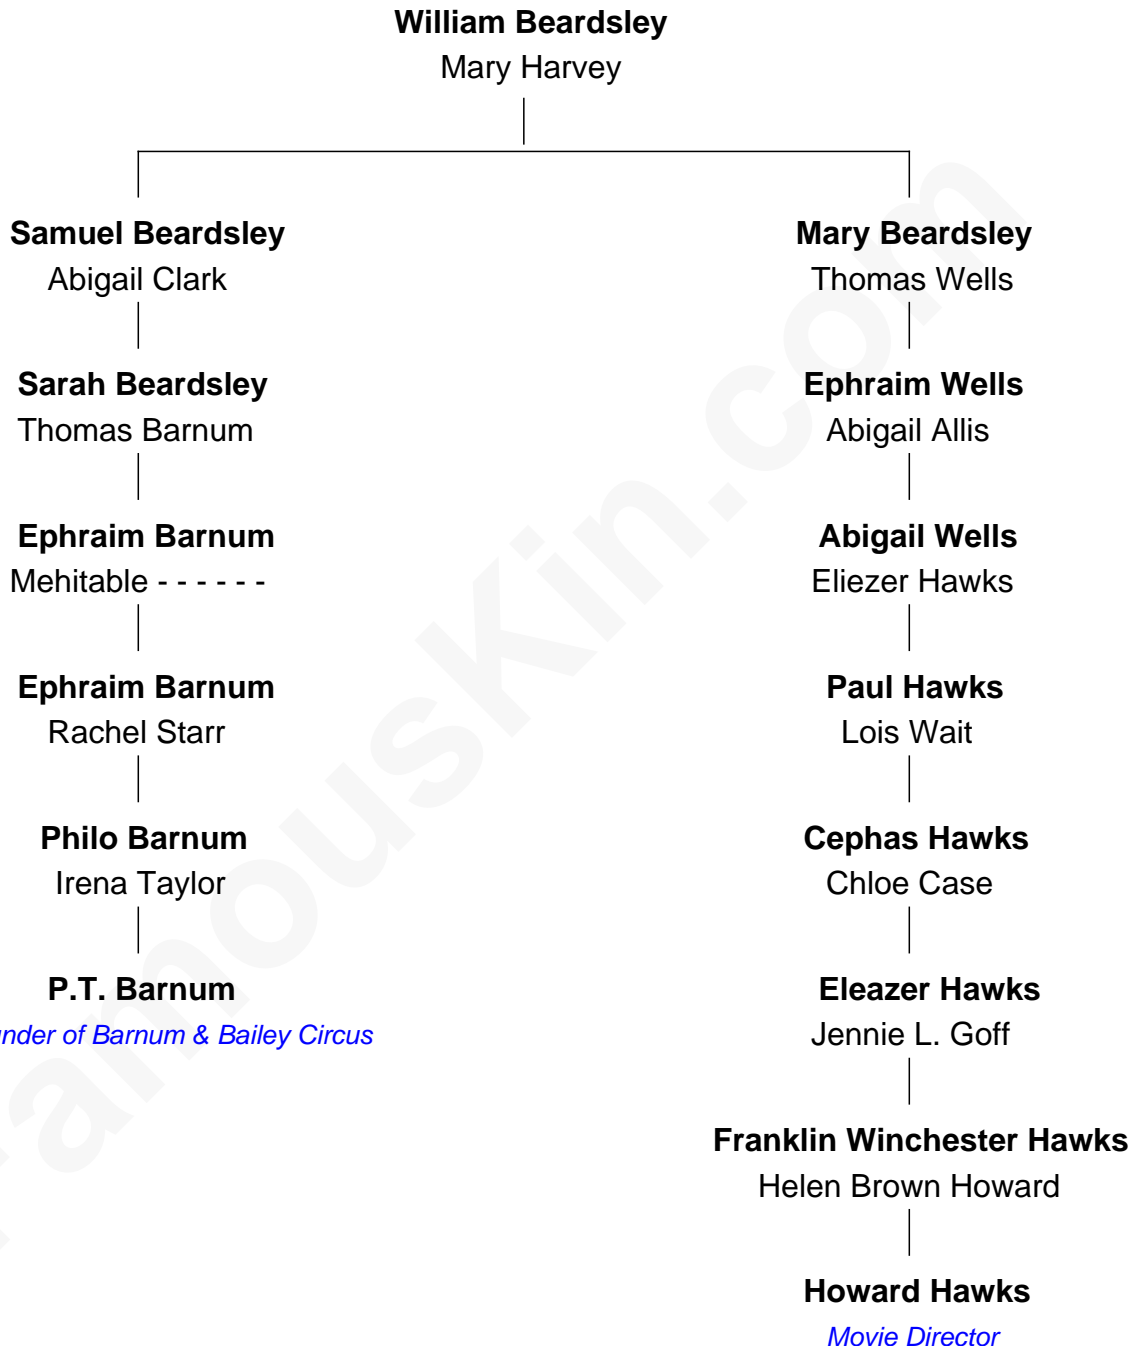 William Beardsley
Mary Harvey
Samuel Beardsley
Abigail Clark
Mary Beardsley
Thomas Wells
Sarah Beardsley
Thomas Barnum
Ephraim Wells
Abigail Allis
Ephraim Barnum
Mehitable - - - - - -
Abigail Wells
Eliezer Hawks
Ephraim Barnum
Rachel Starr
Paul Hawks
Lois Wait
Philo Barnum
Irena Taylor
Cephas Hawks
Chloe Case
P.T. Barnum
under of Barnum & Bailey Circus
Eleazer Hawks
Jennie L. Goff
Franklin Winchester Hawks
Helen Brown Howard
Howard Hawks
Movie Director
FamousKin.com